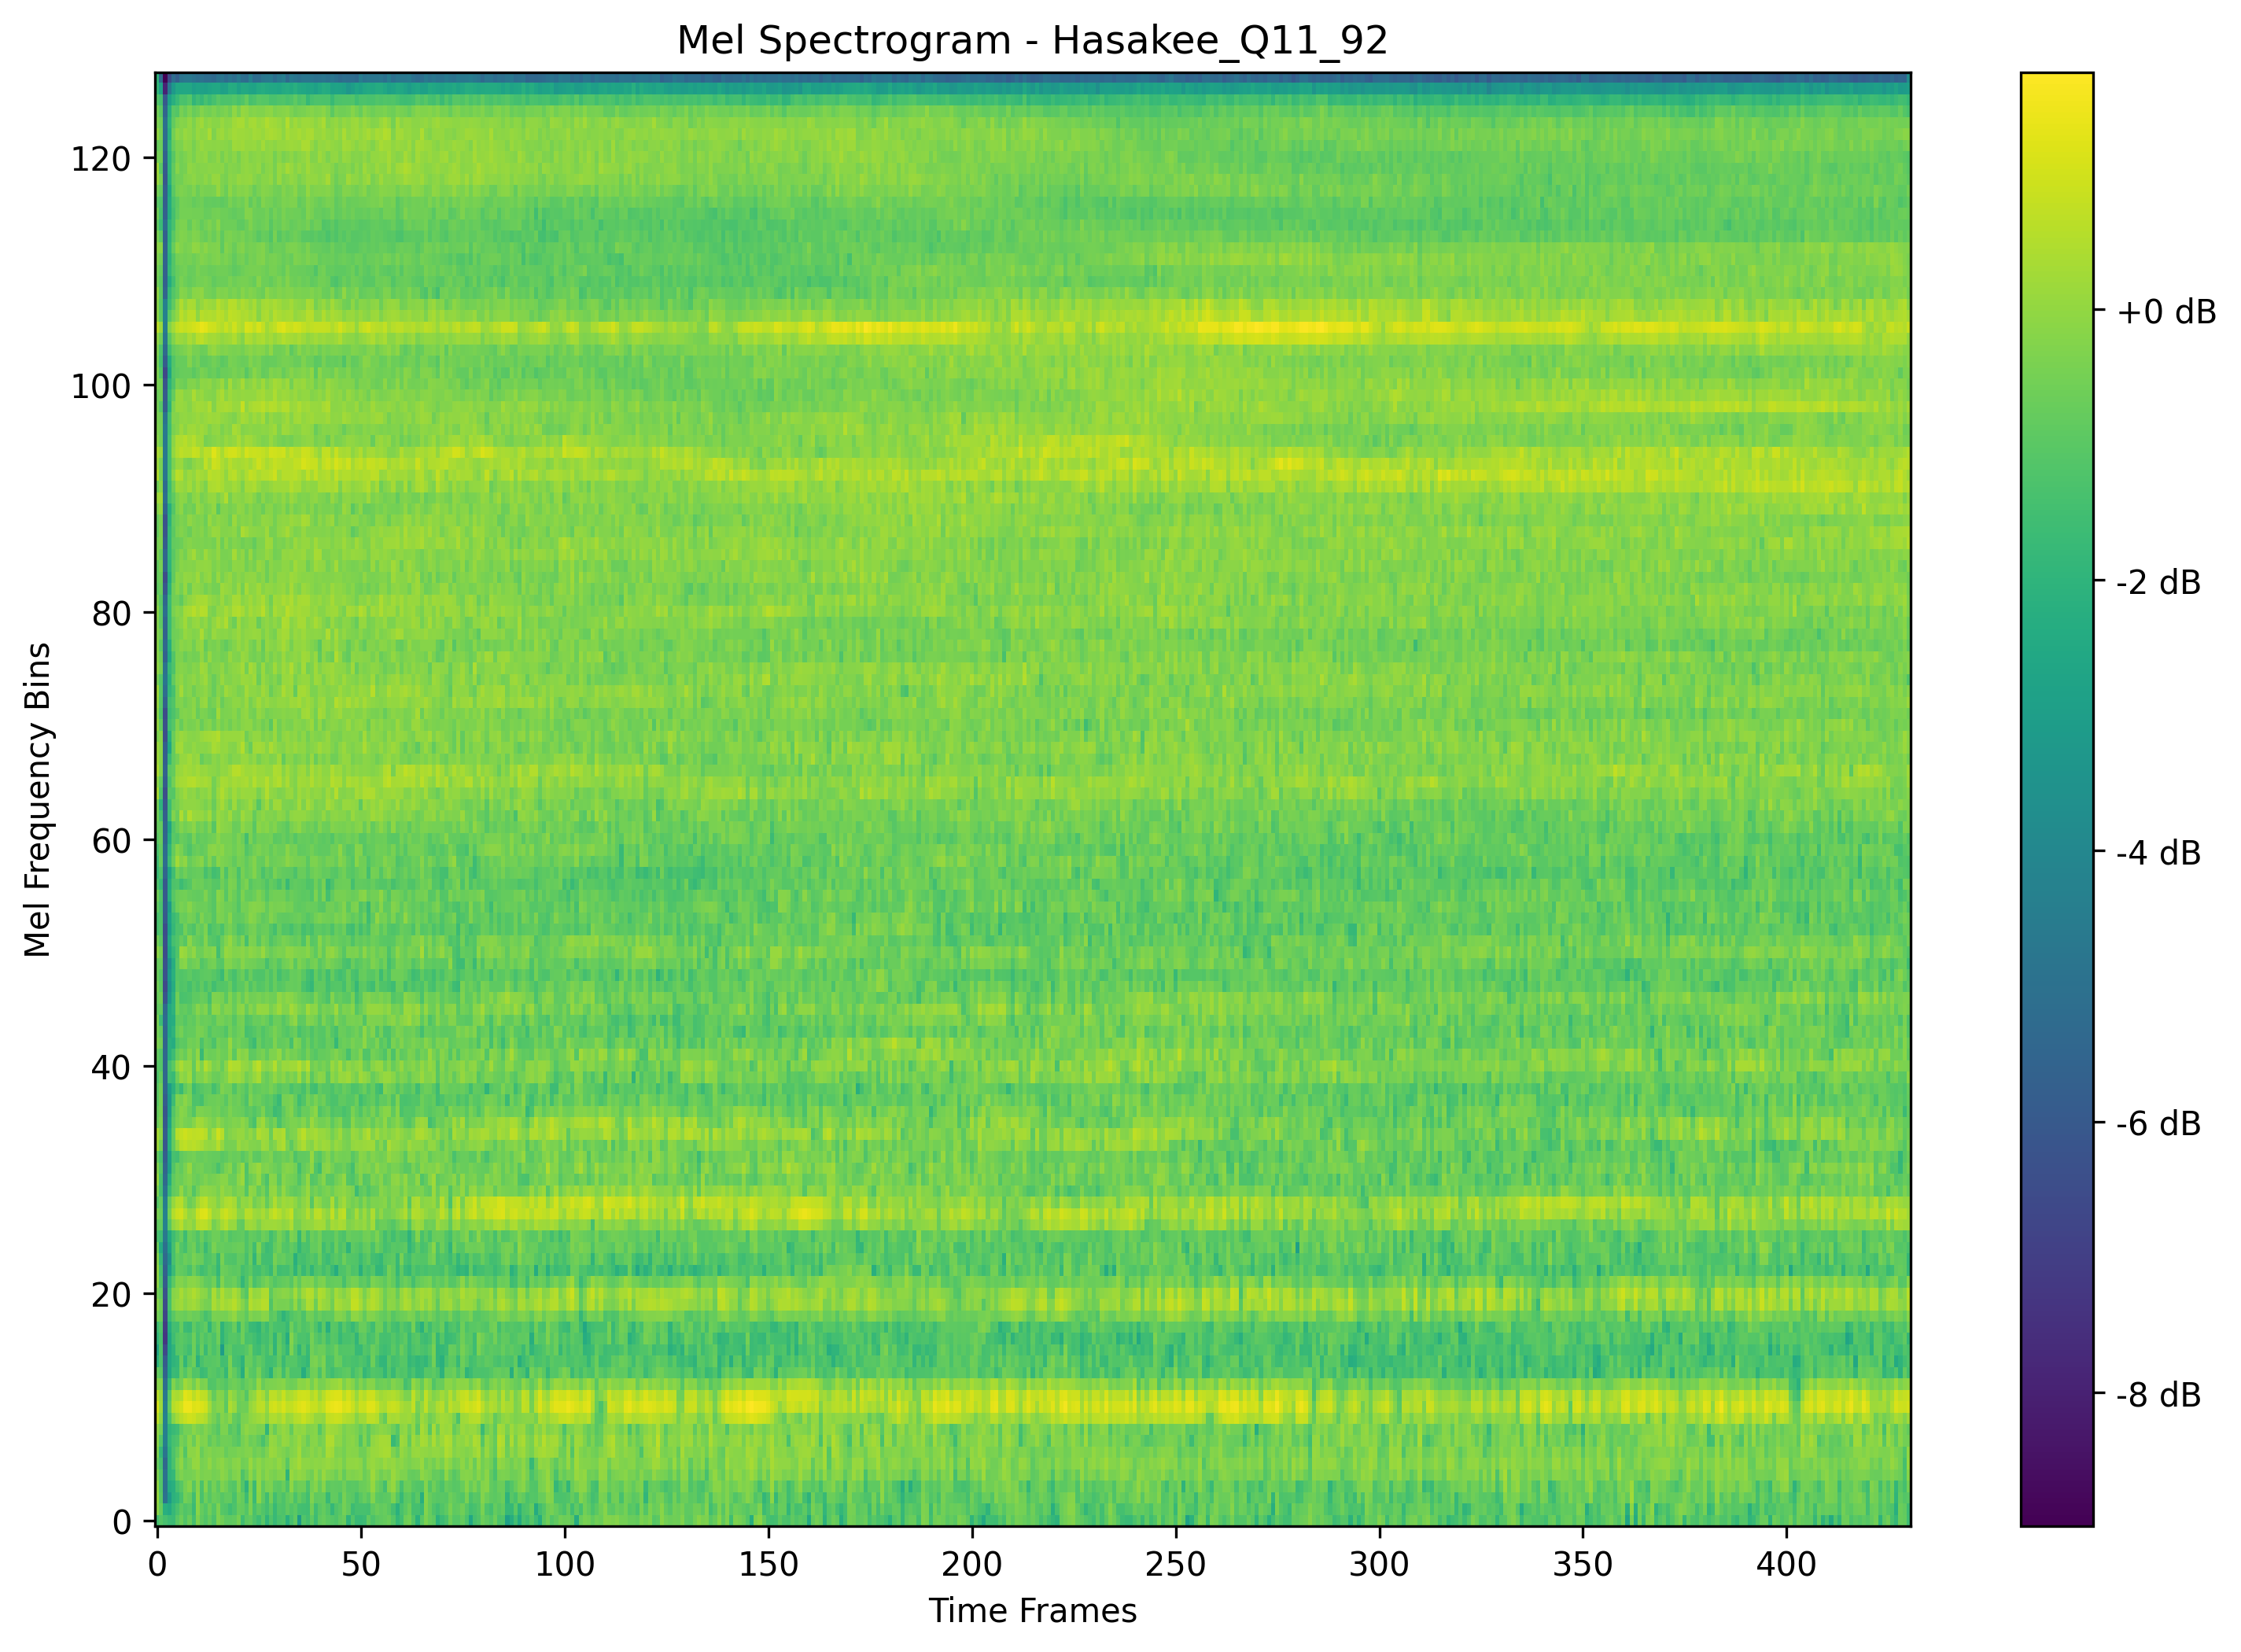 Mel Spectrogram - Hasakee_Q11_92
Mel Frequency Bins
120
100
80
60
40
20
0
0 50 100 150 200 250 300 350 400
Time Frames
+0 dB
-2 dB
-4 dB
-6 dB
-8 dB